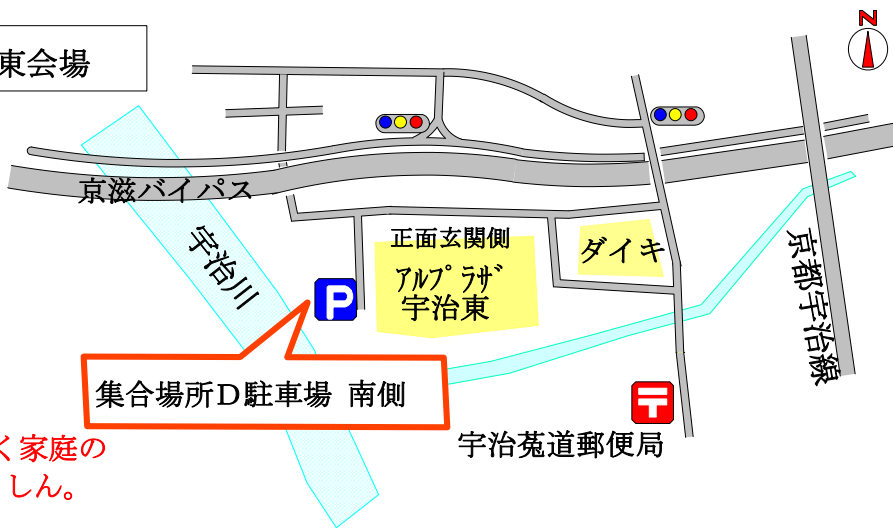 東会場
N
京滋バイパス
宇治川
正面玄関側
アルプラザ
宇治東
ダイキ
京都宇治線
P
集合場所D駐車場 南側
〒
宇治菟道郵便局
く家庭の
しん。